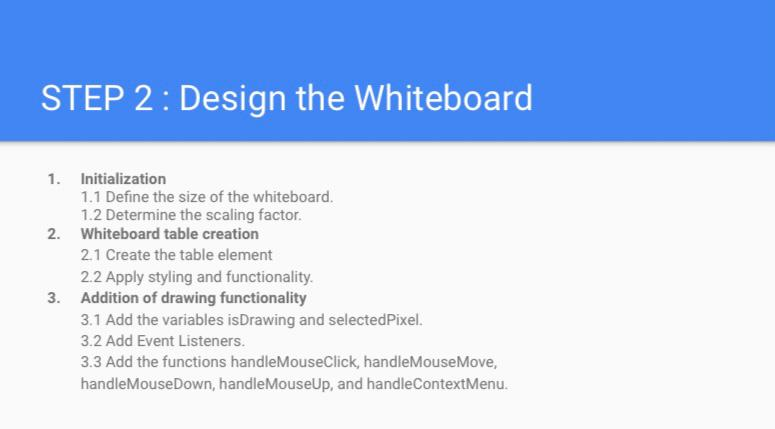 STEP 2 : Design the Whiteboard
1. Initialization
1.1 Define the size of the whiteboard.
1.2 Determine the scaling factor.
2. Whiteboard table creation
2.1 Create the table element
2.2 Apply styling and functionality.
3. Addition of drawing functionality
3.1 Add the variables isDrawing and selectedPixel.
3.2 Add Event Listeners.
3.3 Add the functions handleMouseClick, handleMouseMove,
handleMouseDown, handleMouseUp, and handleContextMenu.